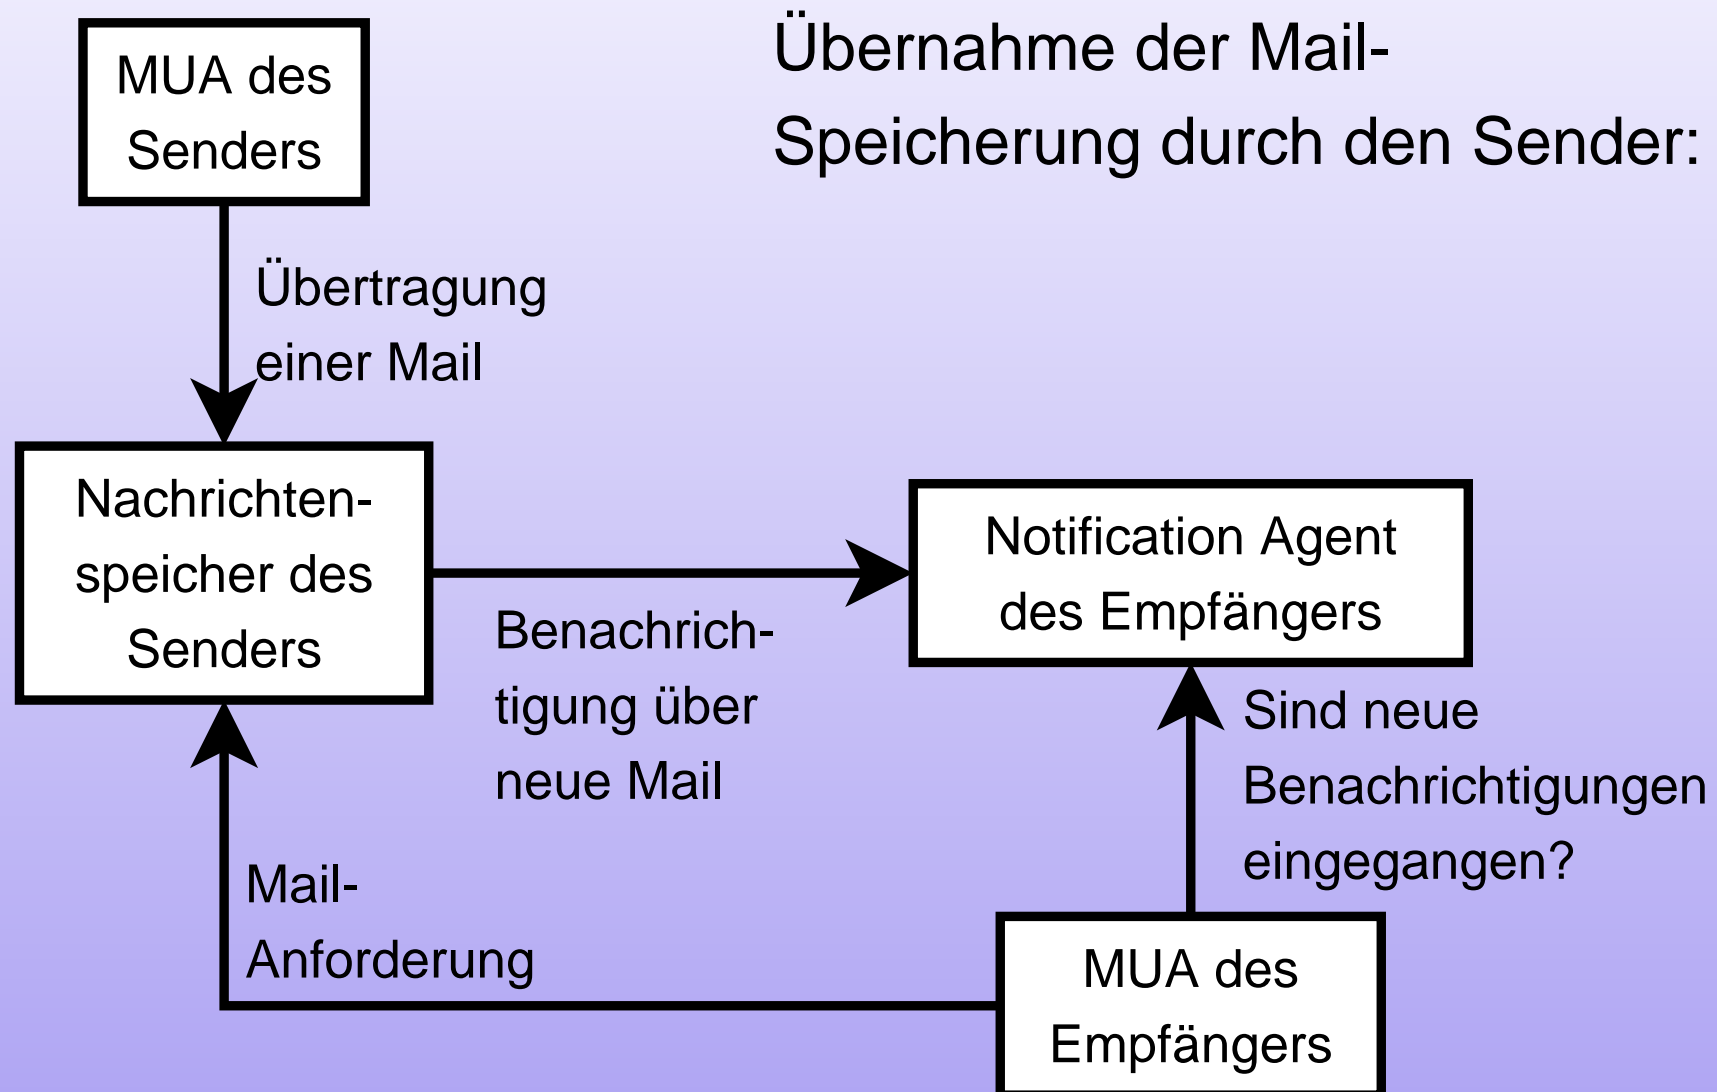 Übernahme der Mail-
Speicherung durch den Sender:
MUA des
Senders
Übertragung
einer Mail
Nachrichten-
speicher des
Senders
Benachrich-
tigung über
neue Mail
Notification Agent
des Empfängers
Sind neue
Benachrichtigungen
eingegangen?
Mail-
Anforderung
MUA des
Empfängers